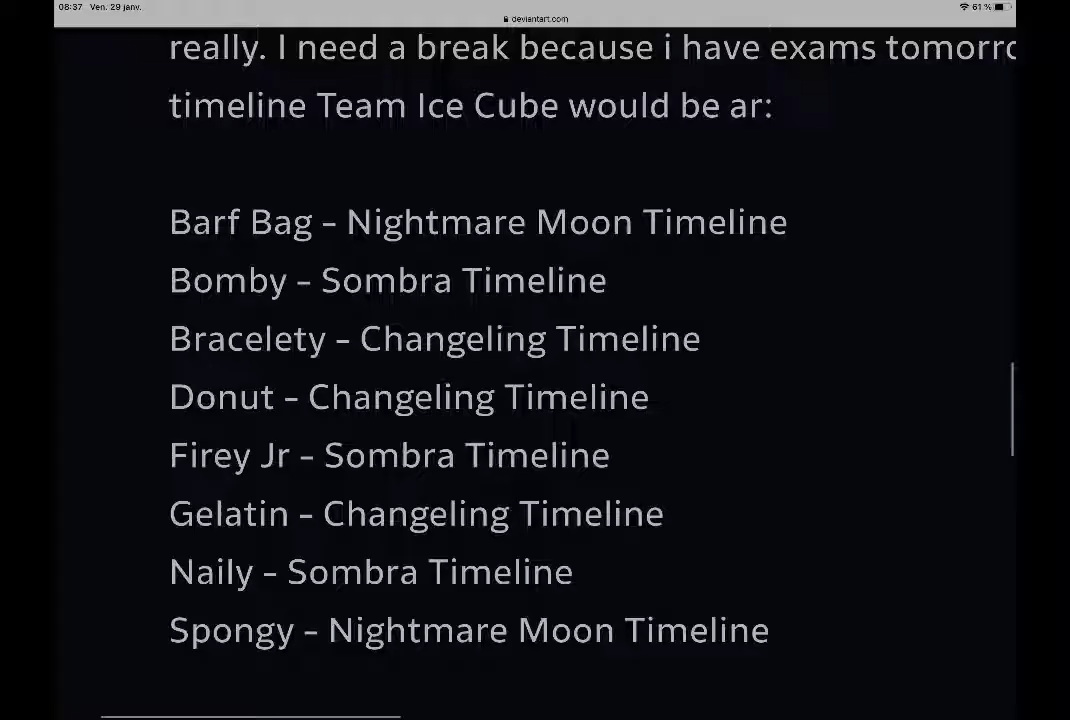 08:37 Ven. 29 janv.
61 %
deviantart.com
really. I need a break because i have exams
timeline Team Ice Cube would be ar:
Barf Bag - Nightmare Moon Timeline
Bomby - Sombra Timeline
Bracelety - Changeling Timeline
Donut - Changeling Timeline
Firey Jr - Sombra Timeline
Gelatin - Changeling Timeline
Naily - Sombra Timeline
Spongy - Nightmare Moon Timeline